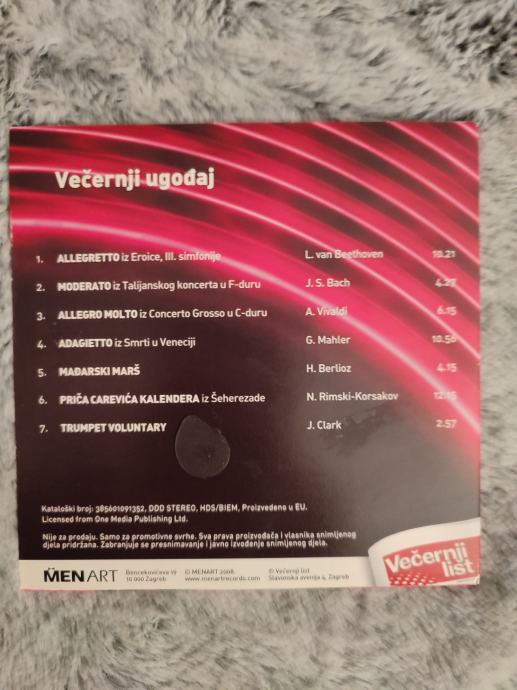 Večernji ugođaj
1. ALLEGRETTO iz Eroice, III. simfonije L. van Beethoven 10.21
2. MODERATO iz Talijanskog koncerta u F-duru J. S. Bach 4.27
3. ALLEGRO MOLTO iz Concerto Grosso u C-duru A. Vivaldi 6.15
4. ADAGIETTO iz Smrti u Veneciji G. Mahler 10.56
5. MAĐARSKI MARŠ H. Berlioz 4.15
6. PRIČA CAREVIĆA KALENDERA iz Šeherezade N. Rimski-Korsakov 12.15
7. TRUMPET VOLUNTARY J. Clark 2.57
Kataloški broj: 385601091352, DDD STEREO, HDS/BIEM, Proizvedeno u EU.
Licensed from One Media Publishing Ltd.
Nije za prodaju. Samo za promotivne svrhe. Sva prava proizvođača i vlasnika snimljenog
djela pridržana. Zabranjuje se presnimavanje i javno izvođenje snimljenog djela.
MENART
Bencekovićeva 19
10 000 Zagreb
© MENART 2008.
www.menartrecords.com
© Večernji list
Slavonska avenija 4, Zagreb
Večernji
list